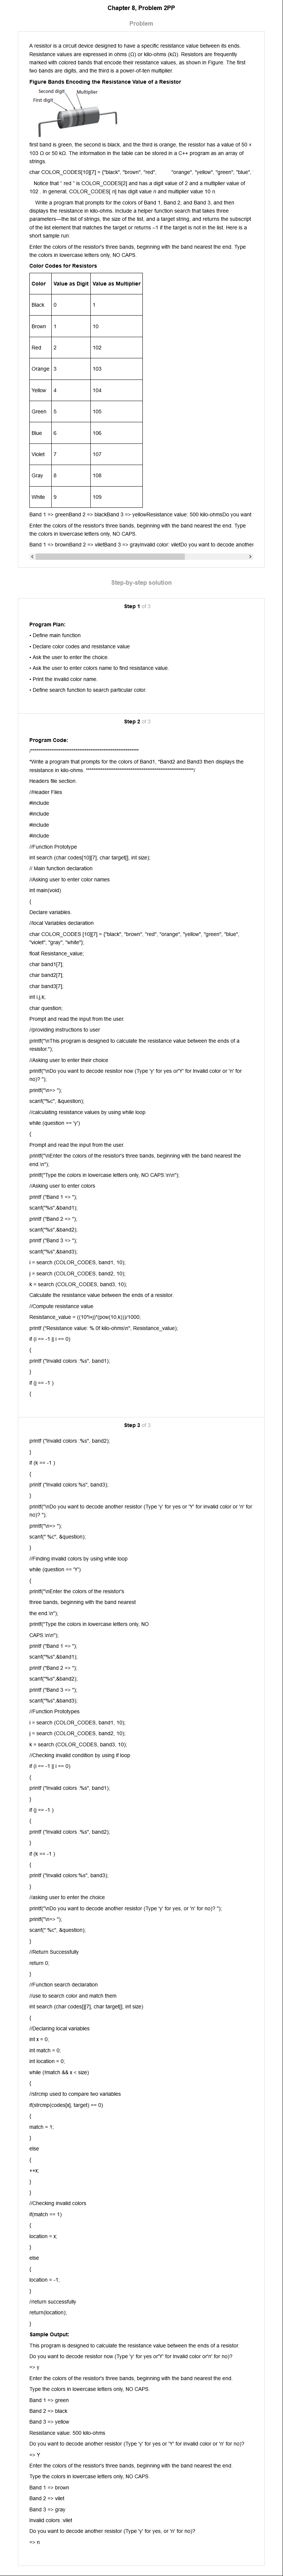 Chapter 8, Problem 2PP
Problem
A resistor is a circuit device designed to have a specific resistance value between its ends.
Resistance values are expressed in ohms (Ω) or kilo-ohms (kΩ). Resistors are frequently
marked with colored bands that encode their resistance values, as shown in Figure. The first
two bands are digits, and the third is a power-of-ten multiplier.
Figure Bands Encoding the Resistance Value of a Resistor
Second digit
Multiplier
First digit
first band is green, the second is black, and the third is orange, the resistor has a value of 50 ×
103 Ω or 50 kΩ. The information in the table can be stored in a C++ program as an array of
strings.
char COLOR_CODES[10][7] = {"black", "brown", "red", "orange", "yellow", "green", "blue",
Notice that " red " is COLOR_CODES[2] and has a digit value of 2 and a multiplier value of
102 . In general, COLOR_CODES[ n] has digit value n and multiplier value 10 n
Write a program that prompts for the colors of Band 1, Band 2, and Band 3, and then
displays the resistance in kilo-ohms. Include a helper function search that takes three
parameters—the list of strings, the size of the list, and a target string, and returns the subscript
of the list element that matches the target or returns –1 if the target is not in the list. Here is a
short sample run:
Enter the colors of the resistor's three bands, beginning with the band nearest the end. Type
the colors in lowercase letters only, NO CAPS.
Color Codes for Resistors
Color Value as Digit Value as Multiplier
Black 0 1
Brown 1 10
Red 2 102
Orange 3 103
Yellow 4 104
Green 5 105
Blue 6 106
Violet 7 107
Gray 8 108
White 9 109
Band 1 => greenBand 2 => blackBand 3 => yellowResistance value: 500 kilo-ohmsDo you want
Enter the colors of the resistor's three bands, beginning with the band nearest the end. Type
the colors in lowercase letters only, NO CAPS.
Band 1 => brownBand 2 => viletBand 3 => grayInvalid color: viletDo you want to decode another
Step-by-step solution
Step 1 of 3
Program Plan:
• Define main function
• Declare color codes and resistance value
• Ask the user to enter the choice.
• Ask the user to enter colors name to find resistance value.
• Print the invalid color name.
• Define search function to search particular color.
Step 2 of 3
Program Code:
/******************************************************
*Write a program that prompts for the colors of Band1, *Band2 and Band3 then displays the
resistance in kilo-ohms. ******************************************************/
Headers file section.
//Header Files
#include
#include
#include
#include
//Function Prototype
int search (char codes[10][7], char target[], int size);
// Main function declaration
//Asking user to enter color names
int main(void)
{
Declare variables.
//local Variables declaration
char COLOR_CODES [10][7] = {"black", "brown", "red", "orange", "yellow", "green", "blue",
"violet", "gray", "white"};
float Resistance_value;
char band1[7];
char band2[7];
char band3[7];
int i,j,k;
char question;
Prompt and read the input from the user.
//providing instructions to user
printf("\nThis program is designed to calculate the resistance value between the ends of a
resistor.");
//Asking user to enter their choice
printf("\nDo you want to decode resistor now (Type 'y' for yes or'Y' for Invalid color or 'n' for
no)? ");
printf("\n=> ");
scanf("%c", &question);
//calculating resistance values by using while loop
while (question == 'y')
{
Prompt and read the input from the user.
printf("\nEnter the colors of the resistor's three bands, beginning with the band nearest the
end.\n");
printf("Type the colors in lowercase letters only, NO CAPS.\n\n");
//Asking user to enter colors
printf ("Band 1 => ");
scanf("%s",&band1);
printf ("Band 2 => ");
scanf("%s",&band2);
printf ("Band 3 => ");
scanf("%s",&band3);
i = search (COLOR_CODES, band1, 10);
j = search (COLOR_CODES, band2, 10);
k = search (COLOR_CODES, band3, 10);
Calculate the resistance value between the ends of a resistor.
//Compute resistance value
Resistance_value = ((10*i+j)*(pow(10,k)))/1000;
printf ("Resistance value: %.0f kilo-ohms\n", Resistance_value);
if (i == -1 || i == 0)
{
printf ("Invalid colors :%s", band1);
}
if (j == -1 )
{
Step 3 of 3
printf ("Invalid colors :%s", band2);
}
if (k == -1 )
{
printf ("Invalid colors:%s", band3);
}
printf("\nDo you want to decode another resistor (Type 'y' for yes or 'Y' for invalid color or 'n' for
no)? ");
printf("\n=> ");
scanf(" %c", &question);
}
//Finding invalid colors by using while loop
while (question == 'Y')
{
printf("\nEnter the colors of the resistor's
three bands, beginning with the band nearest
the end.\n");
printf("Type the colors in lowercase letters only, NO
CAPS.\n\n");
printf ("Band 1 => ");
scanf("%s",&band1);
printf ("Band 2 => ");
scanf("%s",&band2);
printf ("Band 3 => ");
scanf("%s",&band3);
//Function Prototypes
i = search (COLOR_CODES, band1, 10);
j = search (COLOR_CODES, band2, 10);
k = search (COLOR_CODES, band3, 10);
//Checking invalid condition by using if loop
if (i == -1 || i == 0)
{
printf ("Invalid colors :%s", band1);
}
if (j == -1 )
{
printf ("Invalid colors :%s", band2);
}
if (k == -1 )
{
printf ("Invalid colors:%s", band3);
}
//asking user to enter the choice
printf("\nDo you want to decode another resistor (Type 'y' for yes, or 'n' for no)? ");
printf("\n=> ");
scanf(" %c", &question);
}
//Return Successfully
return 0;
}
//Function search declaration
//use to search color and match them
int search (char codes[][7], char target[], int size)
{
//Declaring local variables
int x = 0;
int match = 0;
int location = 0;
while (!match && x < size)
{
//strcmp used to compare two variables
if(strcmp(codes[x], target) == 0)
{
match = 1;
}
else
{
++x;
}
}
//Checking invalid colors
if(match == 1)
{
location = x;
}
else
{
location = -1;
}
//return successfully
return(location);
}
Sample Output:
This program is designed to calculate the resistance value between the ends of a resistor.
Do you want to decode resistor now (Type 'y' for yes or'Y' for Invalid color or'n' for no)?
=> y
Enter the colors of the resistor's three bands, beginning with the band nearest the end.
Type the colors in lowercase letters only, NO CAPS.
Band 1 => green
Band 2 => black
Band 3 => yellow
Resistance value: 500 kilo-ohms
Do you want to decode another resistor (Type 'y' for yes or 'Y' for invalid color or 'n' for no)?
=> Y
Enter the colors of the resistor's three bands, beginning with the band nearest the end.
Type the colors in lowercase letters only, NO CAPS.
Band 1 => brown
Band 2 => vilet
Band 3 => gray
Invalid colors :vilet
Do you want to decode another resistor (Type 'y' for yes, or 'n' for no)?
=> n